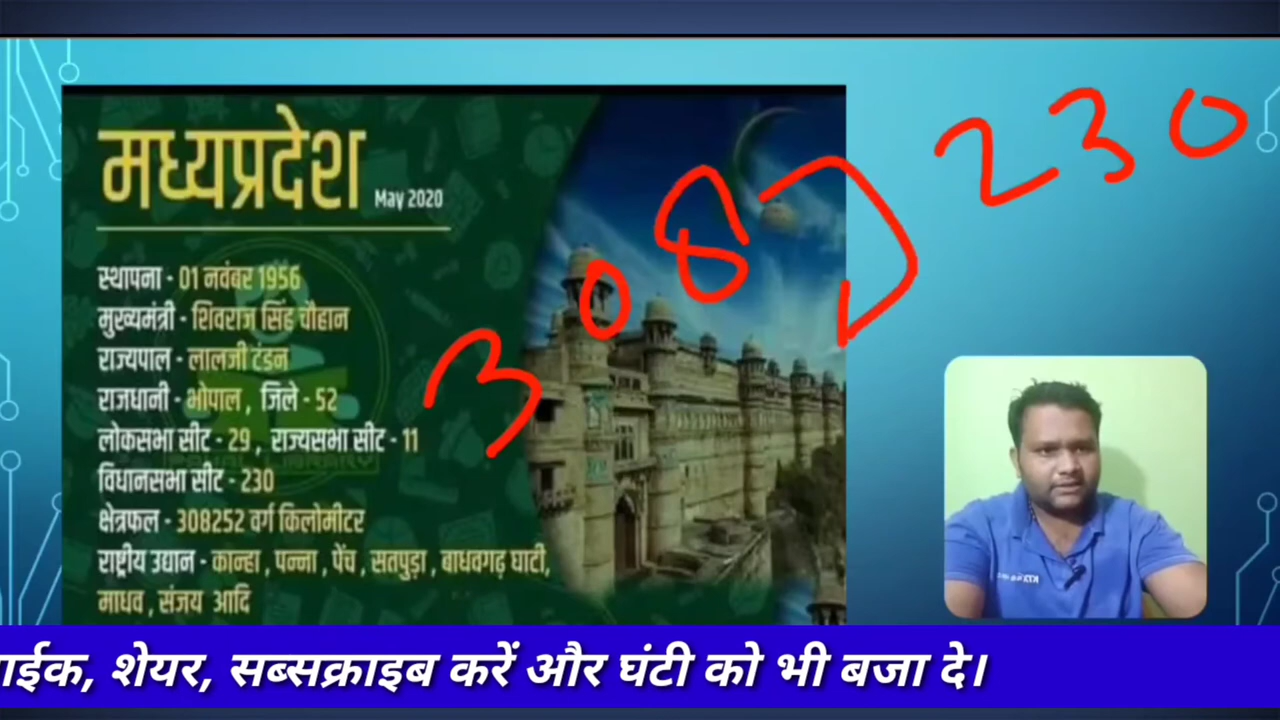 मध्यप्रदेश May 2020
स्थापना - 01 नवंबर 1956
मुख्यमंत्री - शिवराज सिंह चौहान
राज्यपाल - लालजी टंडन
राजधानी - भोपाल , जिले - 52
लोकसभा सीट - 29 , राज्यसभा सीट - 11
विधानसभा सीट - 230
क्षेत्रफल - 308252 वर्ग किलोमीटर
राष्ट्रीय उद्यान - कान्हा , पन्ना , पेंच , सतपुड़ा , बाधवगढ़ घाटी,
माधव , संजय आदि
308
230
शेयर, सब्सक्राइब करें और घंटी को भी बजा दे।